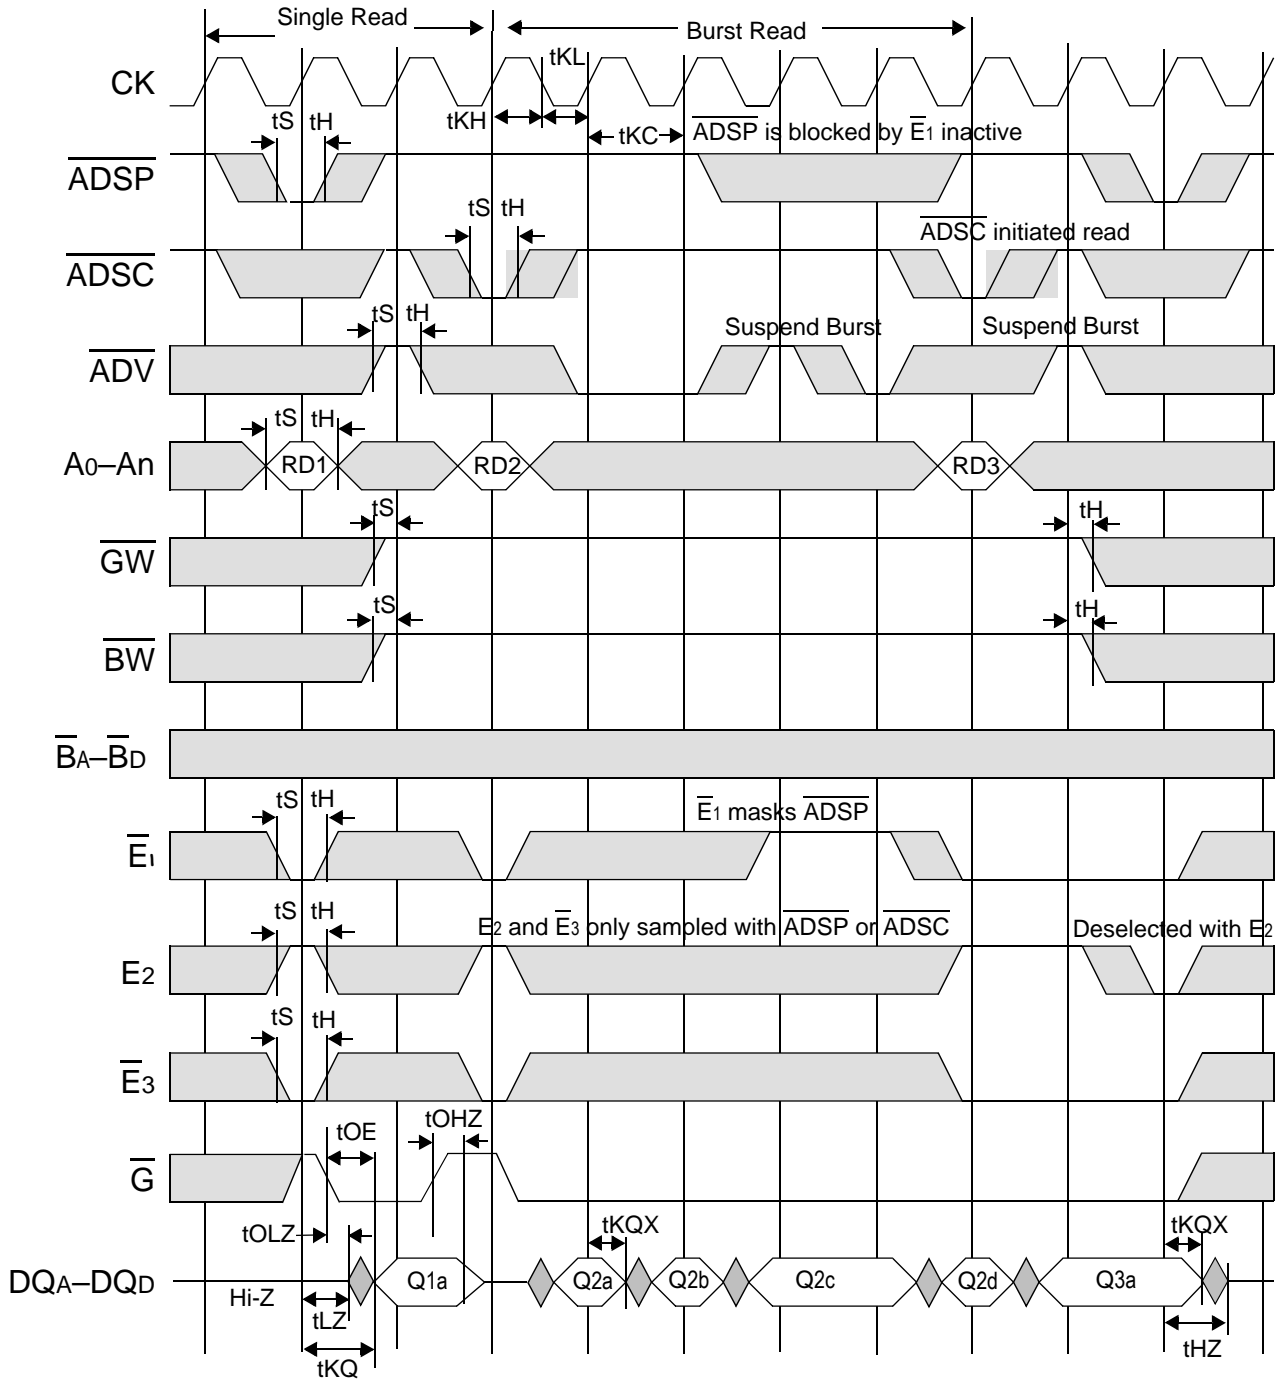 Single Read
Burst Read
CK
tKL
tKH
tKC
ADSP is blocked by E1 inactive
tS tH
ADSP
tS tH
ADSC initiated read
ADSC
tS tH
Suspend Burst
Suspend Burst
ADV
tS tH
A0–An
RD1
RD2
RD3
tS
tH
GW
tS
tH
BW
BA–BD
tS tH
E1 masks ADSP
E1
tS tH
E2 and E3 only sampled with ADSP or ADSC
Deselected with E2
E2
tS tH
E3
tOE
tOHZ
G
tOLZ
tKQX
tKQX
DQA–DQD
Q1a
Q2a
Q2b
Q2c
Q2d
Q3a
Hi-Z
tLZ
tHZ
tKQ